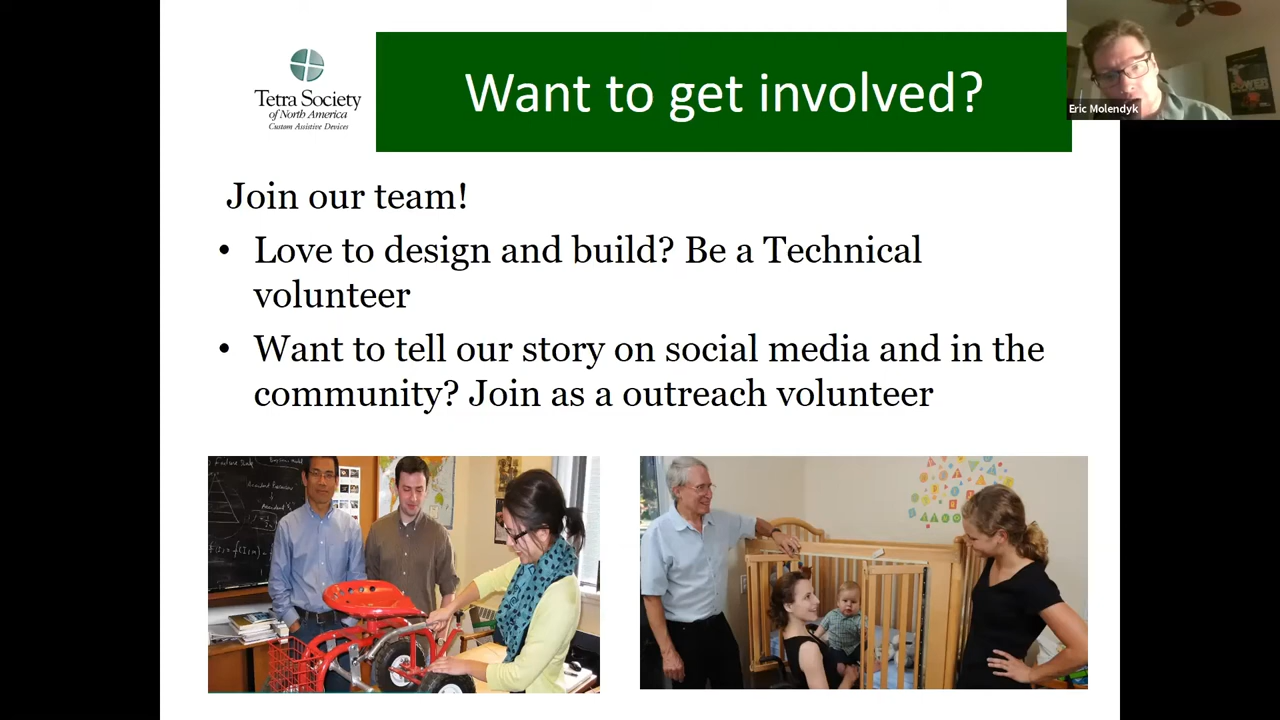 Tetra Society
of North America
Custom Assistive Devices
Want to get involved?
Eric Molendyk
POWER
Join our team!
• Love to design and build? Be a Technical
volunteer
• Want to tell our story on social media and in the
community? Join as a outreach volunteer